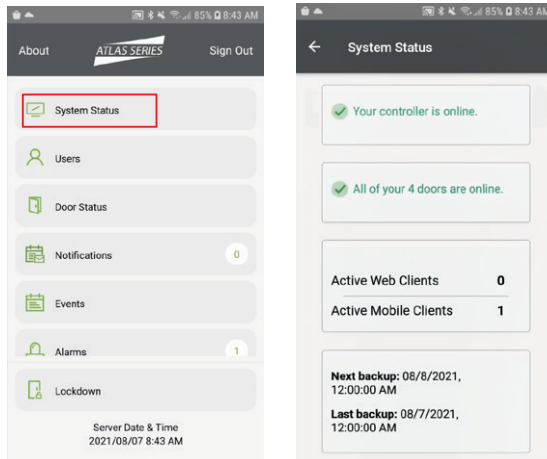 85% 8:43 AM
About
ATLAS SERIES
Sign Out
System Status
Users
Door Status
Notifications
0
Events
Alarms
1
Lockdown
Server Date & Time
2021/08/07 8:43 AM
85% 8:43 AM
System Status
Your controller is online.
All of your 4 doors are online.
Active Web Clients 0
Active Mobile Clients 1
Next backup: 08/8/2021,
12:00:00 AM
Last backup: 08/7/2021,
12:00:00 AM